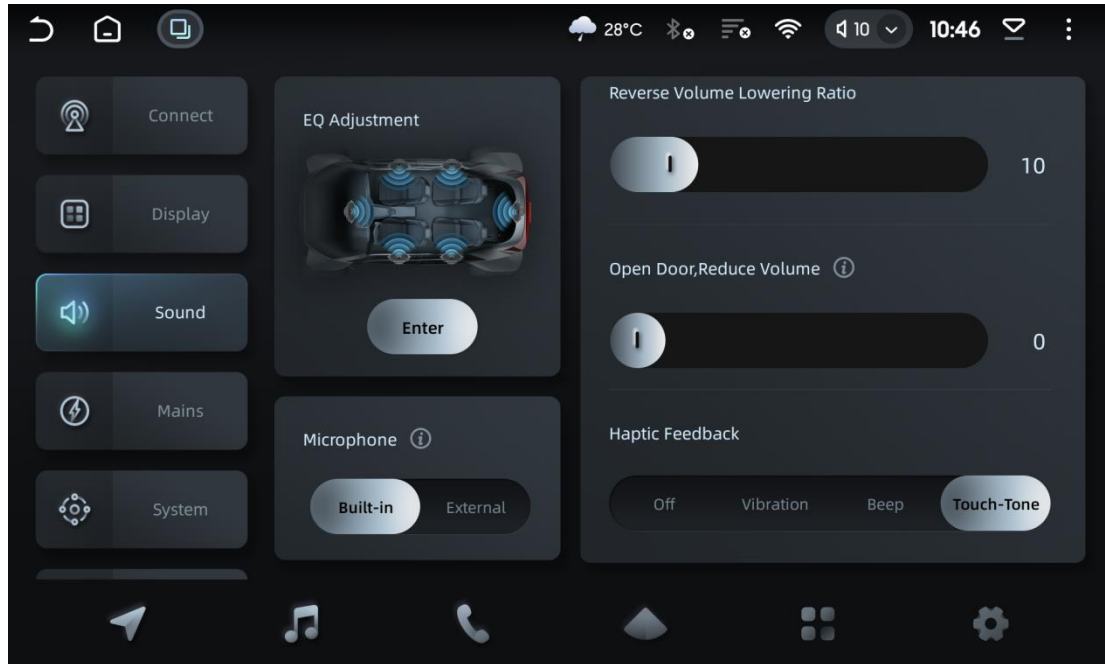 28°C
10
10:46
Connect
Display
Sound
Mains
System
EQ Adjustment
Enter
Microphone
Built-in
External
Reverse Volume Lowering Ratio
10
Open Door,Reduce Volume
0
Haptic Feedback
Off
Vibration
Beep
Touch-Tone